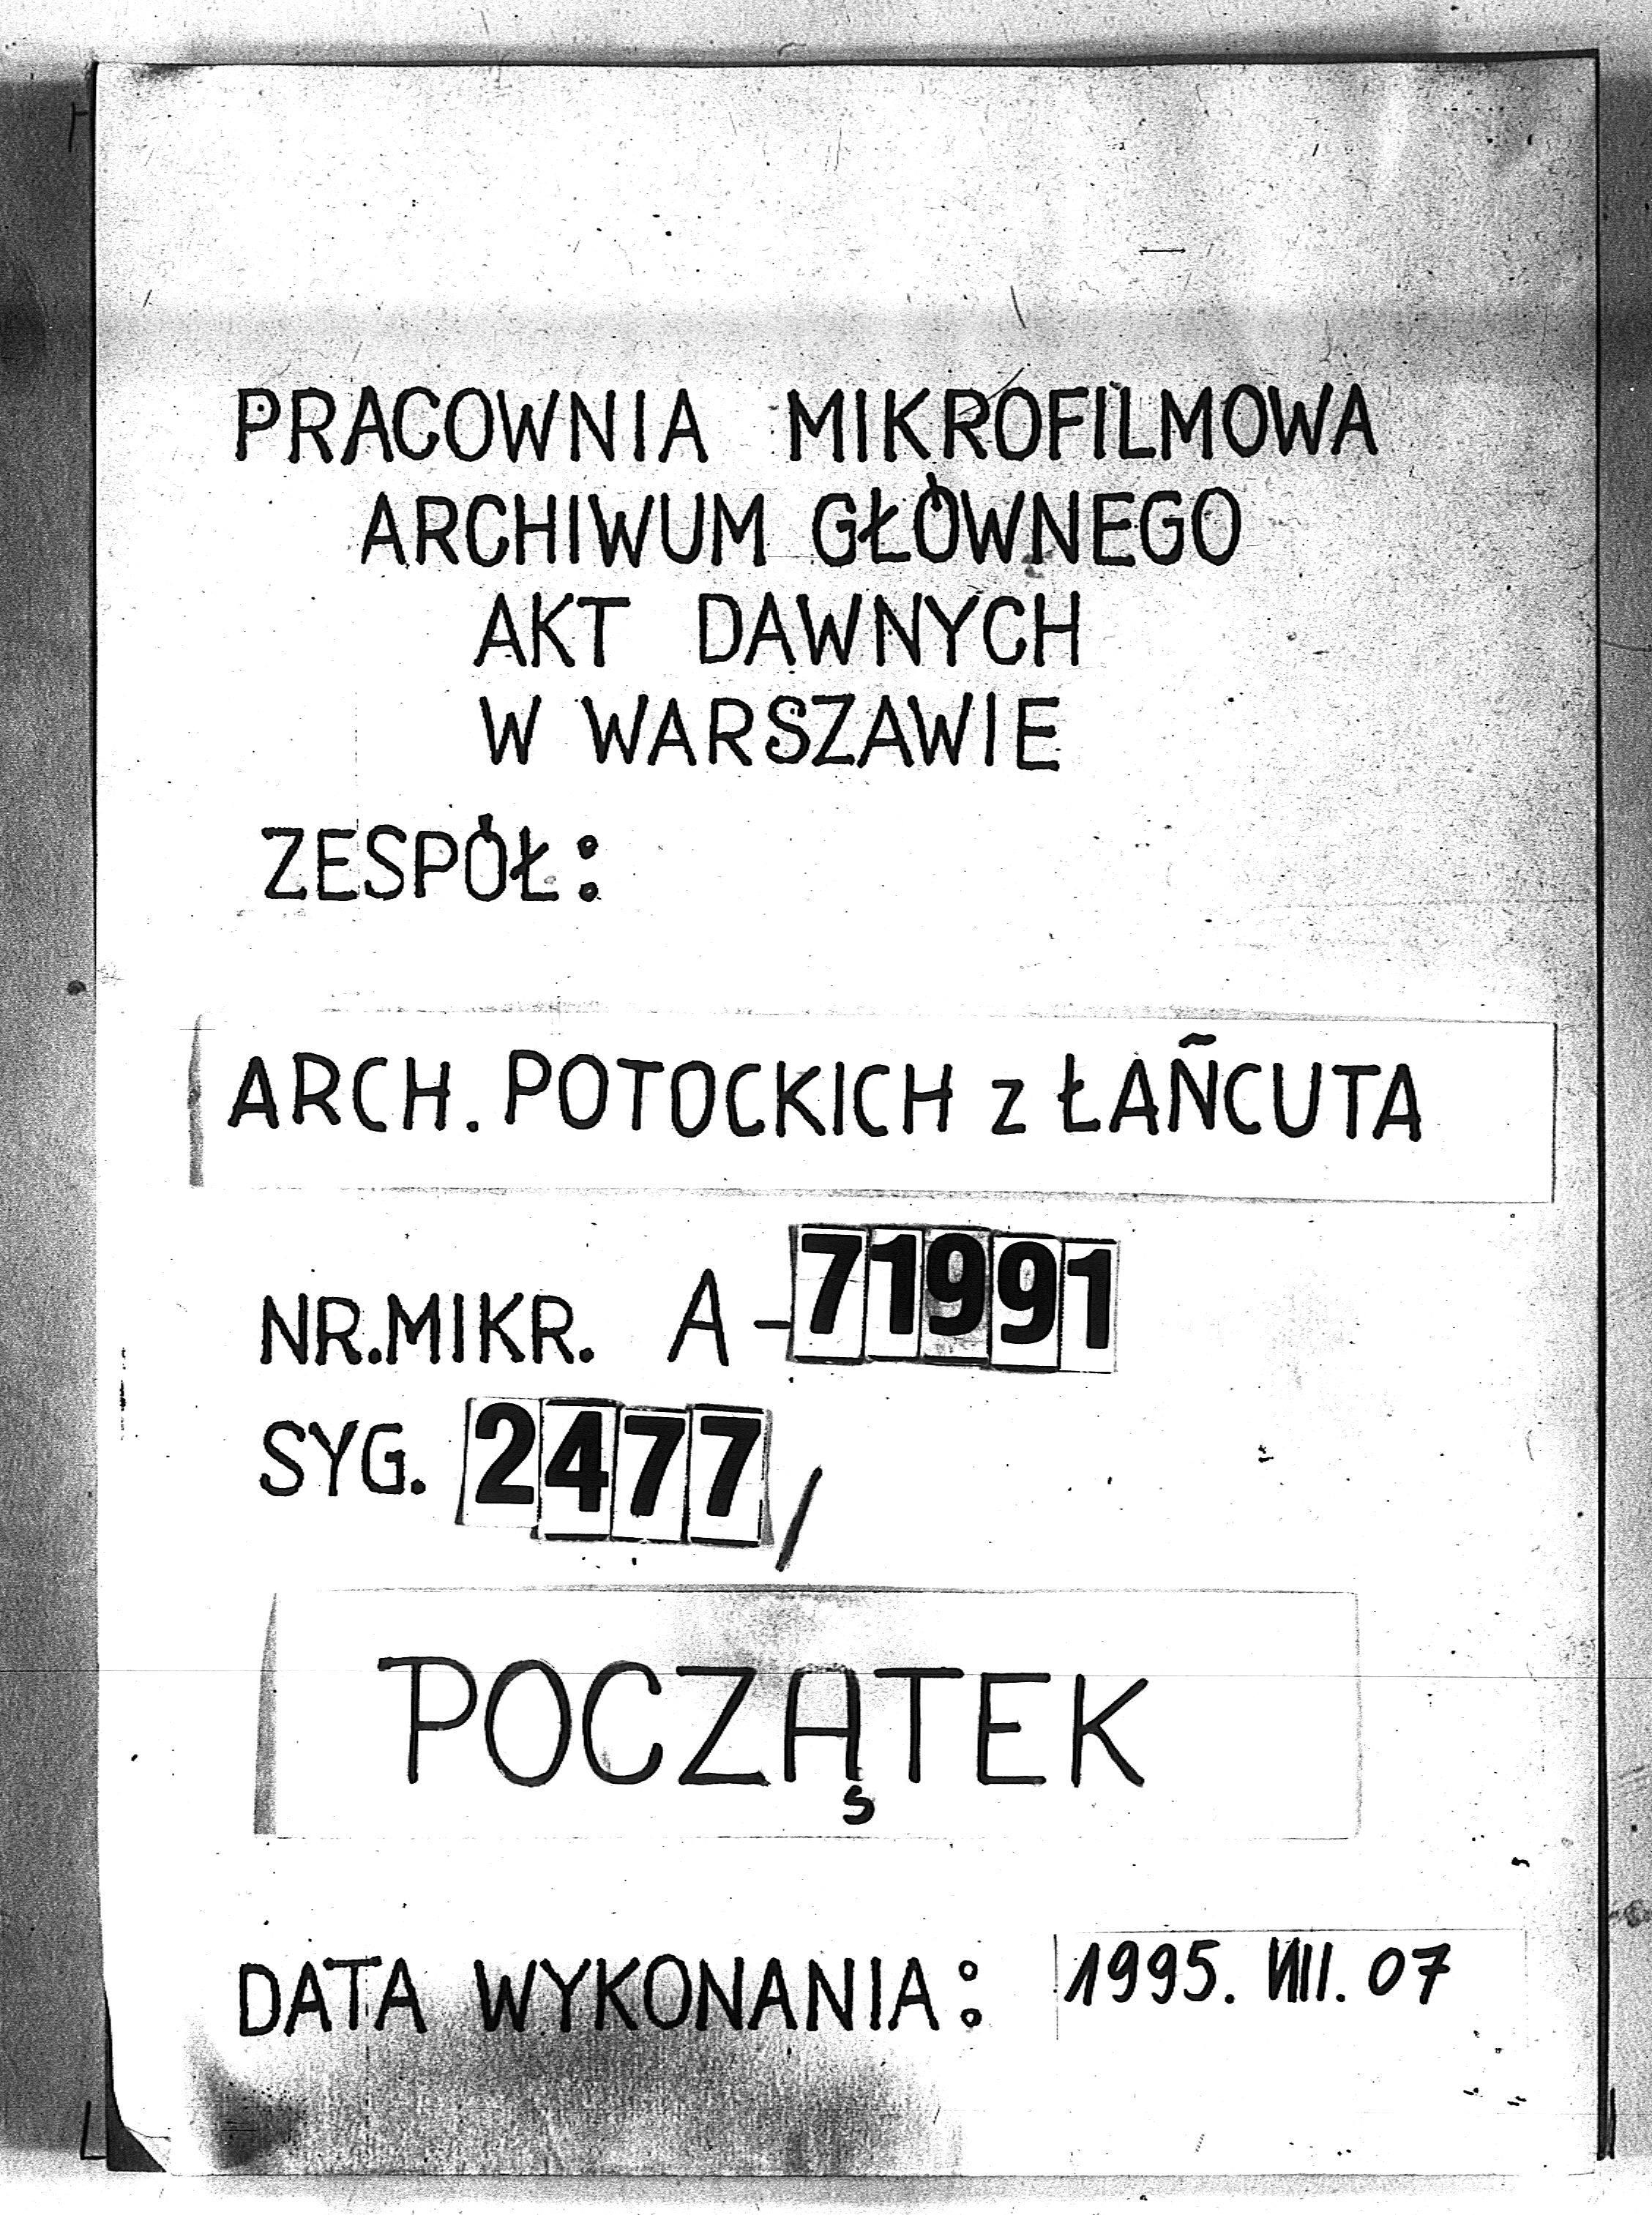 PRACOWNIA MIKROFILMOWA
ARCHIWUM GŁÓWNEGO
AKT DAWNYCH
W WARSZAWIE
ZESPÓŁ:
ARCH. POTOCKICH z ŁAÑCUTA
NR. MIKR. A-71991
SYG. 2477/
POCZĄTEK
DATA WYKONANIA: 1995. VIII. 07